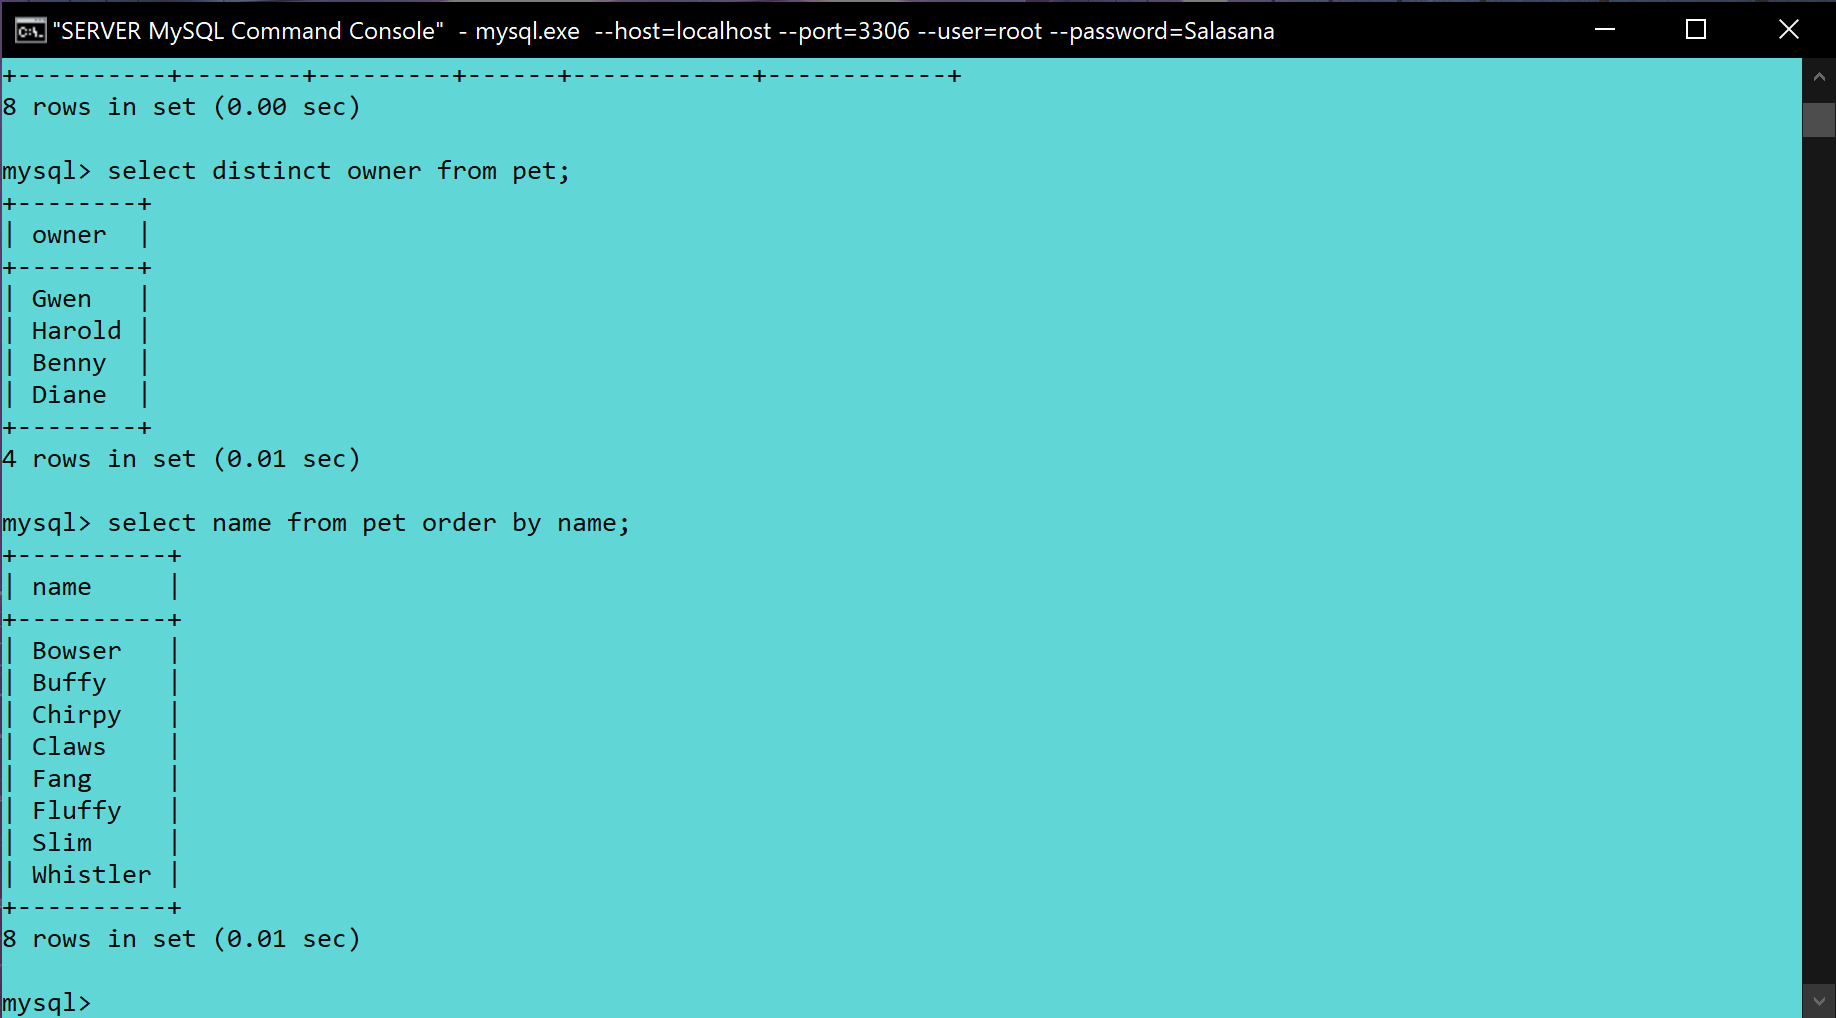 "SERVER MySQL Command Console" - mysql.exe --host=localhost --port=3306 --user=root --password=Salasana
+----------+--------+---------+------+------------+------------+
8 rows in set (0.00 sec)
mysql> select distinct owner from pet;
+--------+
| owner  |
+--------+
| Gwen   |
| Harold |
| Benny  |
| Diane  |
+--------+
4 rows in set (0.01 sec)
mysql> select name from pet order by name;
+----------+
| name     |
+----------+
| Bowser   |
| Buffy    |
| Chirpy   |
| Claws    |
| Fang     |
| Fluffy   |
| Slim     |
| Whistler |
+----------+
8 rows in set (0.01 sec)
mysql>